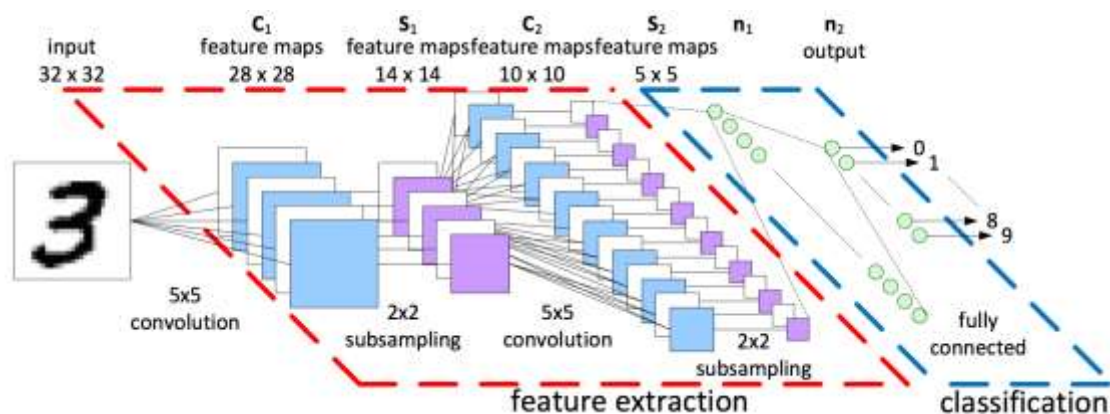 input
32 x 32
C1
feature maps
28 x 28
S1
feature maps
14 x 14
C2
feature maps
10 x 10
S2
feature maps
5 x 5
n1
n2
output
3
0
1
8
9
5x5
convolution
2x2
subsampling
5x5
convolution
2x2
subsampling
fully
connected
feature extraction
classification